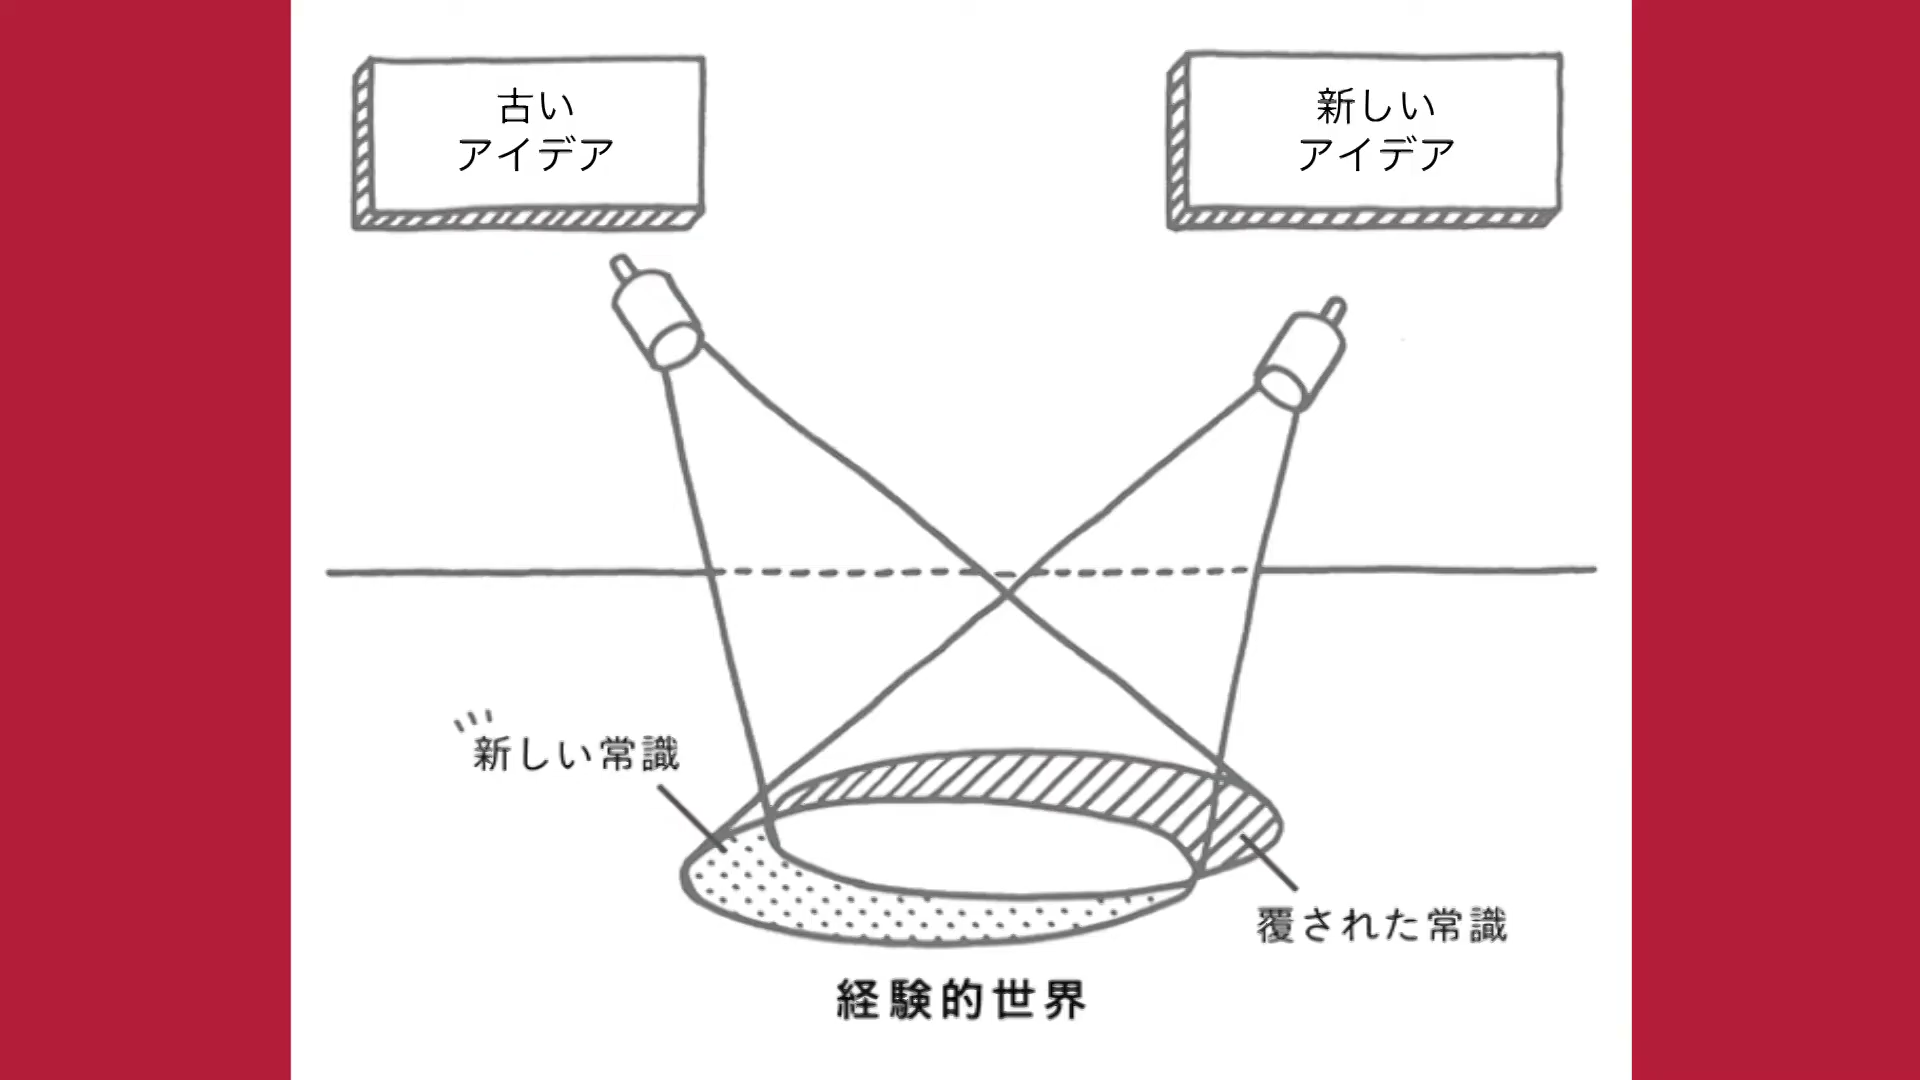 古い
アイデア
新しい
アイデア
新しい常識
覆された常識
経験的世界